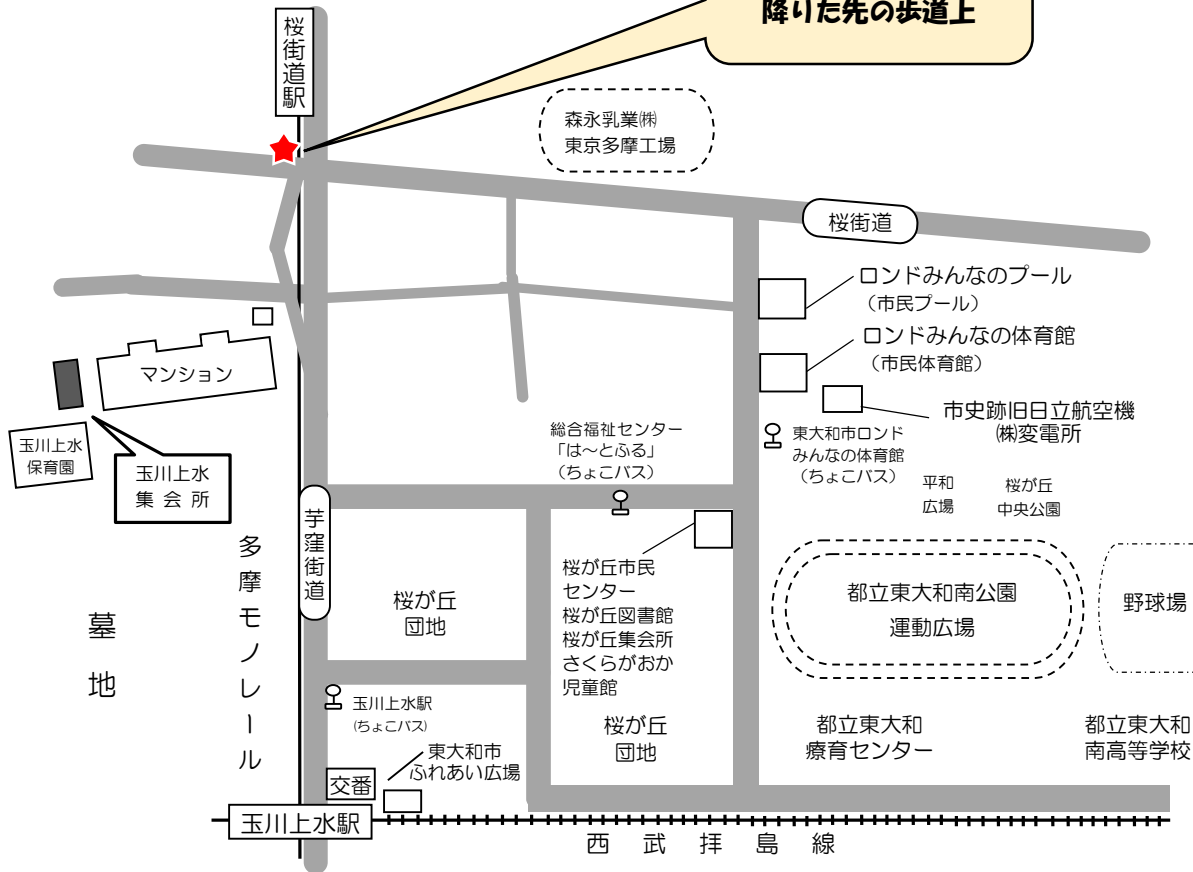 降りた先の歩道上
桜街道駅
森永乳業㈱
東京多摩工場
桜街道
ロンドみんなのプール
（市民プール）
ロンドみんなの体育館
（市民体育館）
マンション
市史跡旧日立航空機
㈱変電所
玉川上水
保育園
玉川上水
集会所
総合福祉センター
「は～とふる」
（ちょこバス）
東大和市ロンド
みんなの体育館
（ちょこバス）
平和
広場
桜が丘
中央公園
芋窪街道
多摩モノレール
墓地
桜が丘
団地
桜が丘市民
センター
桜が丘図書館
桜が丘集会所
さくらがおか
児童館
都立東大和南公園
運動広場
野球場
玉川上水駅
(ちょこバス)
東大和市
ふれあい広場
桜が丘
団地
都立東大和
療育センター
都立東大和
南高等学校
交番
玉川上水駅
西武拝島線